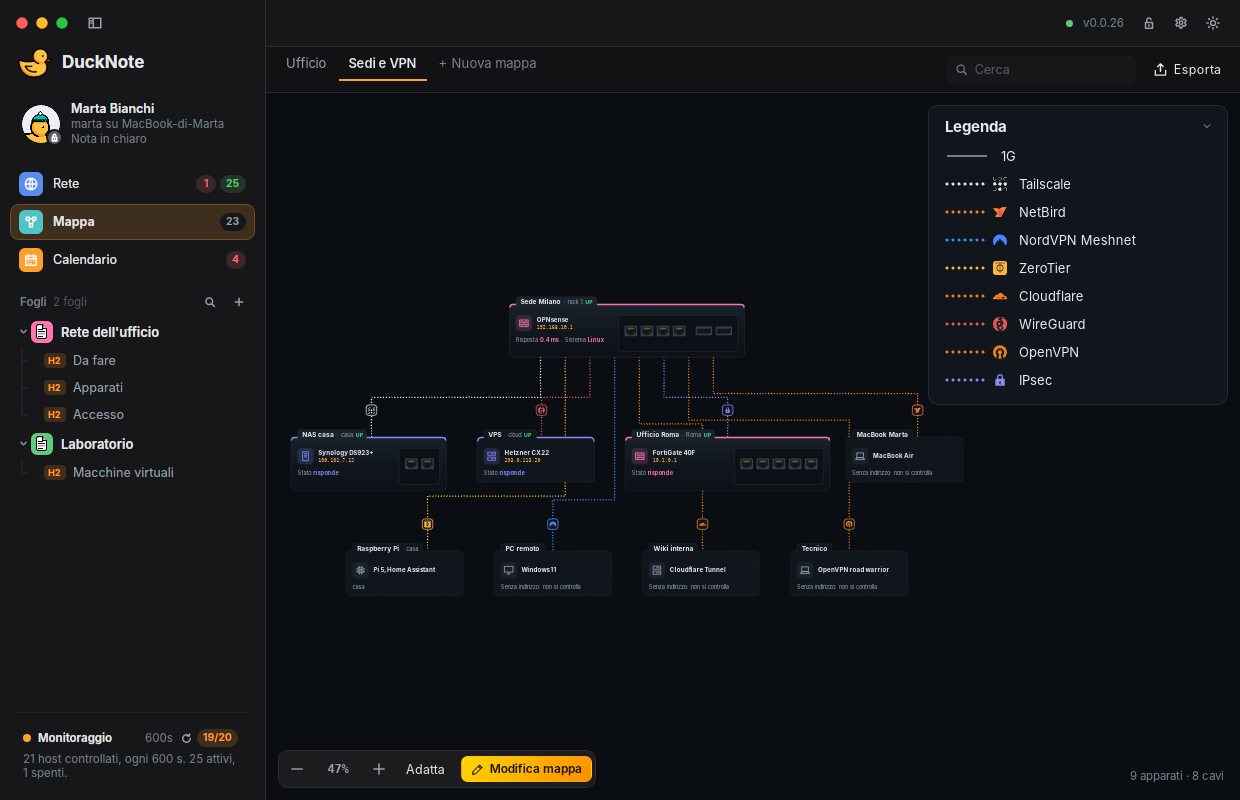 v0.0.26
DuckNote
Ufficio
Sedi e VPN
+ Nuova mappa
Cerca
Esporta
Marta Bianchi
marta su MacBook-di-Marta
Nota in chiaro
Rete 1 25
Mappa 23
Calendario 4
Fogli 2 fogli
Rete dell'ufficio
H2 Da fare
H2 Apparati
H2 Accesso
Laboratorio
H2 Macchine virtuali
Monitoraggio 600s 19/20
21 host controllati, ogni 600 s. 25 attivi,
1 spenti.
Legenda
1G
Tailscale
NetBird
NordVPN Meshnet
ZeroTier
Cloudflare
WireGuard
OpenVPN
IPsec
Sede Milano · rack 1 UP
OPNsense
192.168.10.1
Risposta 0.4 ms · Sistema Linux
NAS casa · casa UP
Synology DS923+
100.101.7.12
Stato risponde
VPS · cloud UP
Hetzner CX22
Stato risponde
Ufficio Roma · Roma UP
FortiGate 40F
10.1.0.1
Stato risponde
MacBook Marta
MacBook Air
Senza indirizzo: non si controlla
Raspberry Pi · casa
Pi 5, Home Assistant
casa
PC remoto
Windows 11
Senza indirizzo: non si controlla
Wiki interna
Cloudflare Tunnel
Senza indirizzo: non si controlla
Tecnico
OpenVPN road warrior
Senza indirizzo: non si controlla
47%
Adatta
Modifica mappa
9 apparati · 8 cavi